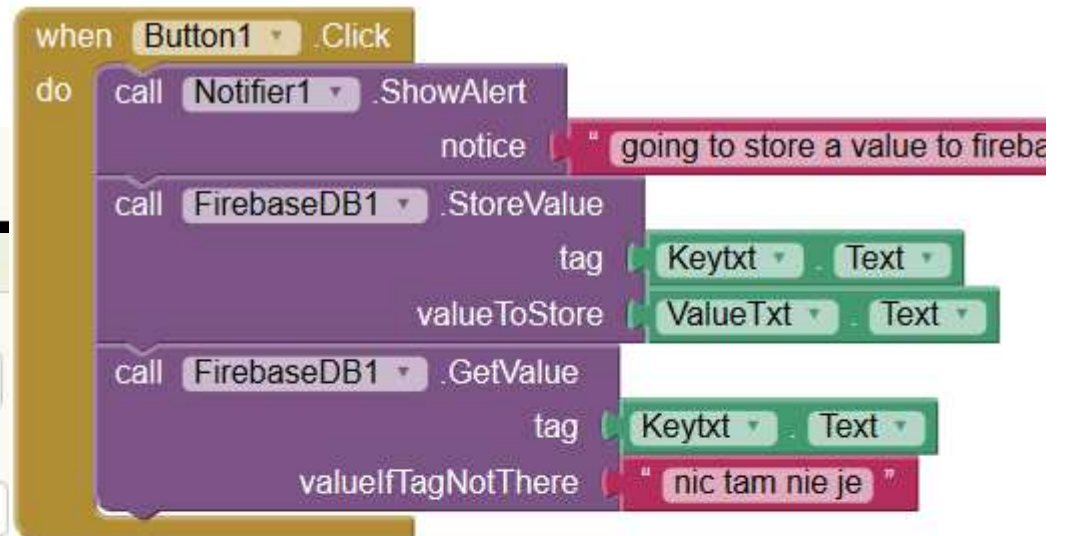 when Button1 .Click
do call Notifier1 .ShowAlert
notice " going to store a value to fireba
call FirebaseDB1 .StoreValue
tag Keytxt . Text
valueToStore ValueTxt . Text
call FirebaseDB1 .GetValue
tag Keytxt . Text
valueIfTagNotThere " nic tam nie je "